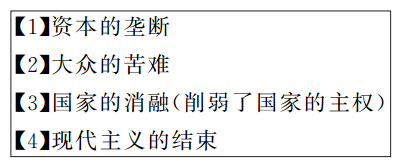 【1】资本的垄断
【2】大众的苦难
【3】国家的消融(削弱了国家的主权)
【4】现代主义的结束